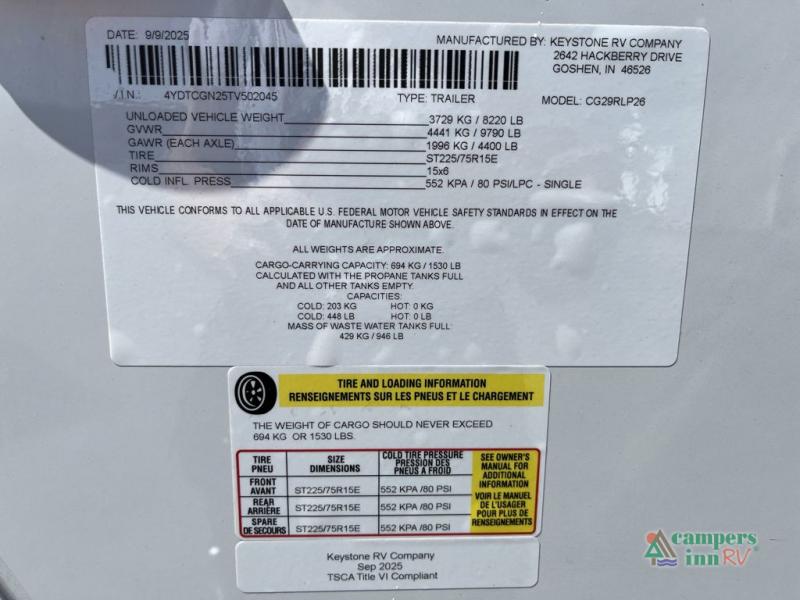 DATE: 9/9/2025
MANUFACTURED BY: KEYSTONE RV COMPANY
2642 HACKBERRY DRIVE
GOSHEN, IN 46526
V.I.N.: 4YDTCGN25TV502045 TYPE: TRAILER MODEL: CG29RLP26
UNLOADED VEHICLE WEIGHT 3729 KG / 8220 LB
GVWR 4441 KG / 9790 LB
GAWR (EACH AXLE) 1996 KG / 4400 LB
TIRE ST225/75R15E
RIMS 15x6
COLD INFL. PRESS 552 KPA / 80 PSI/LPC - SINGLE
THIS VEHICLE CONFORMS TO ALL APPLICABLE U.S. FEDERAL MOTOR VEHICLE SAFETY STANDARDS IN EFFECT ON THE
DATE OF MANUFACTURE SHOWN ABOVE.
ALL WEIGHTS ARE APPROXIMATE.
CARGO-CARRYING CAPACITY: 694 KG / 1530 LB
CALCULATED WITH THE PROPANE TANKS FULL
AND ALL OTHER TANKS EMPTY.
CAPACITIES:
COLD: 203 KG HOT: 0 KG
COLD: 448 LB HOT: 0 LB
MASS OF WASTE WATER TANKS FULL:
429 KG / 946 LB
TIRE AND LOADING INFORMATION
RENSEIGNEMENTS SUR LES PNEUS ET LE CHARGEMENT
THE WEIGHT OF CARGO SHOULD NEVER EXCEED
694 KG OR 1530 LBS.
TIRE
PNEU
SIZE
DIMENSIONS
COLD TIRE PRESSURE
PRESSION DES
PNEUS A FROID
FRONT
AVANT
ST225/75R15E
552 KPA /80 PSI
REAR
ARRIÈRE
ST225/75R15E
552 KPA /80 PSI
SPARE
DE SECOURS
ST225/75R15E
552 KPA /80 PSI
SEE OWNER'S
MANUAL FOR
ADDITIONAL
INFORMATION
VOIR LE MANUEL
DE L'USAGER
POUR PLUS DE
RENSEIGNEMENTS
Keystone RV Company
Sep 2025
TSCA Title VI Compliant
campers
inn RV